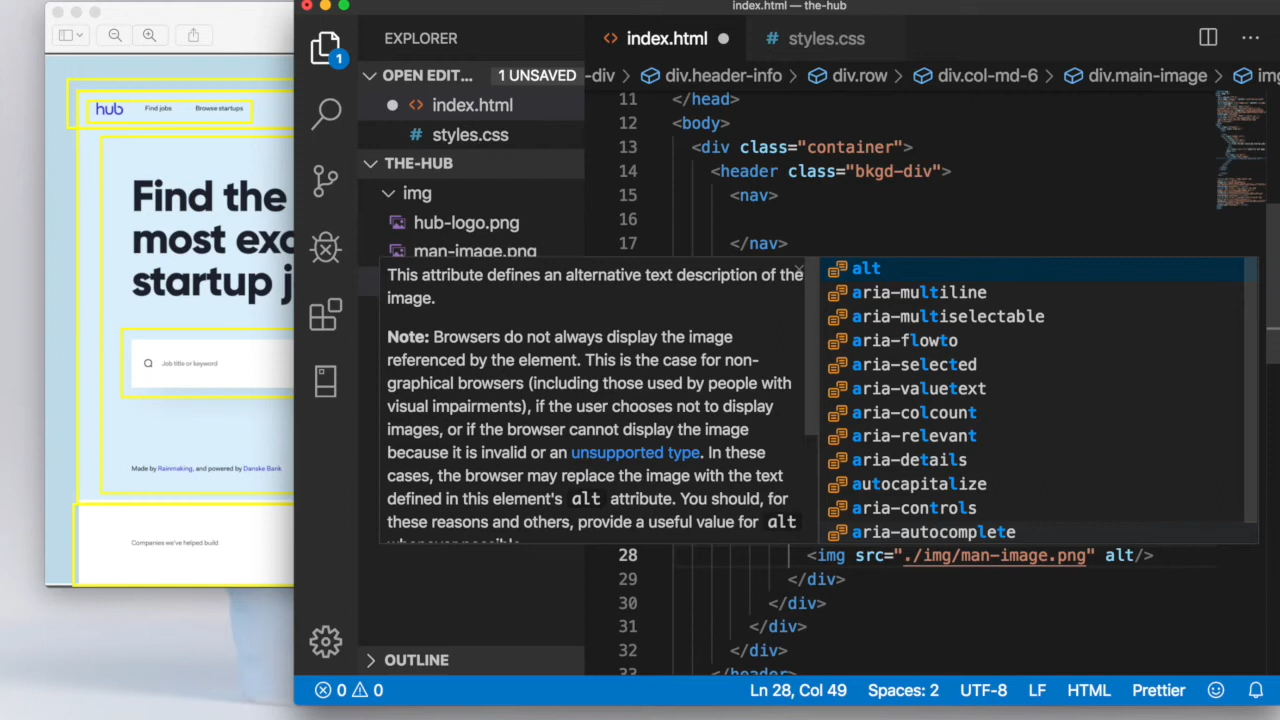 index.html — the-hub
EXPLORER
index.html
styles.css
OPEN EDIT... 1 UNSAVED
-div > div.header-info > div.row > div.col-md-6 > div.main-image >
index.html
styles.css
THE-HUB
img
hub-logo.png
man-image.png
1
11 </head>
12 <body>
13 <div class="container">
14 <header class="bkgd-div">
15 <nav>
16
17 </nav>
hub Find jobs Browse startups
Find the
most exc
startup j
Job title or keyword
Made by Rainmaking, and powered by Danske Bank
Companies we've helped build
This attribute defines an alternative text description of the
image.
Note: Browsers do not always display the image
referenced by the element. This is the case for non-
graphical browsers (including those used by people with
visual impairments), if the user chooses not to display
images, or if the browser cannot display the image
because it is invalid or an unsupported type. In these
cases, the browser may replace the image with the text
defined in this element's alt attribute. You should, for
these reasons and others, provide a useful value for alt
whenever possible.
alt
aria-multiline
aria-multiselectable
aria-flowto
aria-selected
aria-valuetext
aria-colcount
aria-relevant
aria-details
autocapitalize
aria-controls
aria-autocomplete
28 <img src="./img/man-image.png" alt/>
29 </div>
30 </div>
31 </div>
32 </div>
33 </header>
OUTLINE
0 0 Ln 28, Col 49 Spaces: 2 UTF-8 LF HTML Prettier